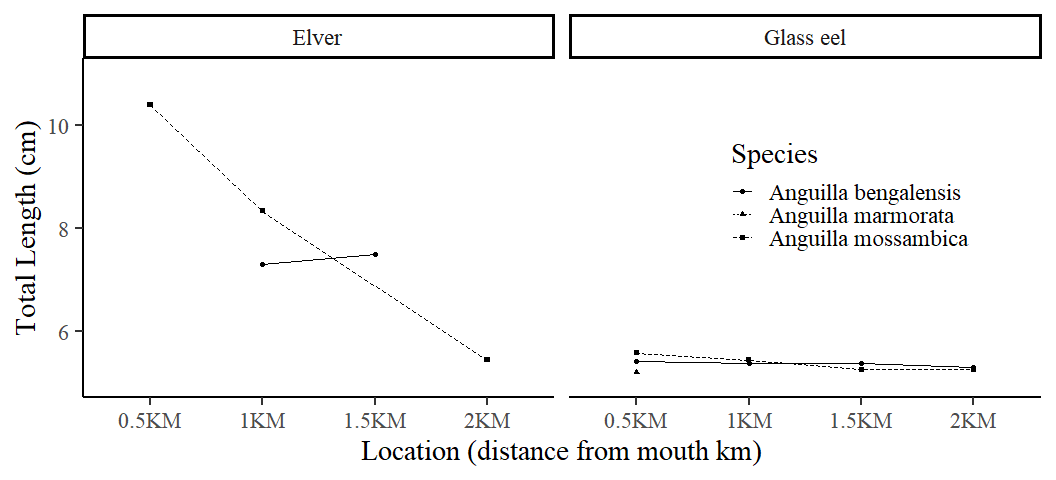 Elver
Glass eel
Total Length (cm)
10
8
6
Species
Anguilla bengalensis
Anguilla marmorata
Anguilla mossambica
0.5KM 1KM 1.5KM 2KM
0.5KM 1KM 1.5KM 2KM
Location (distance from mouth km)